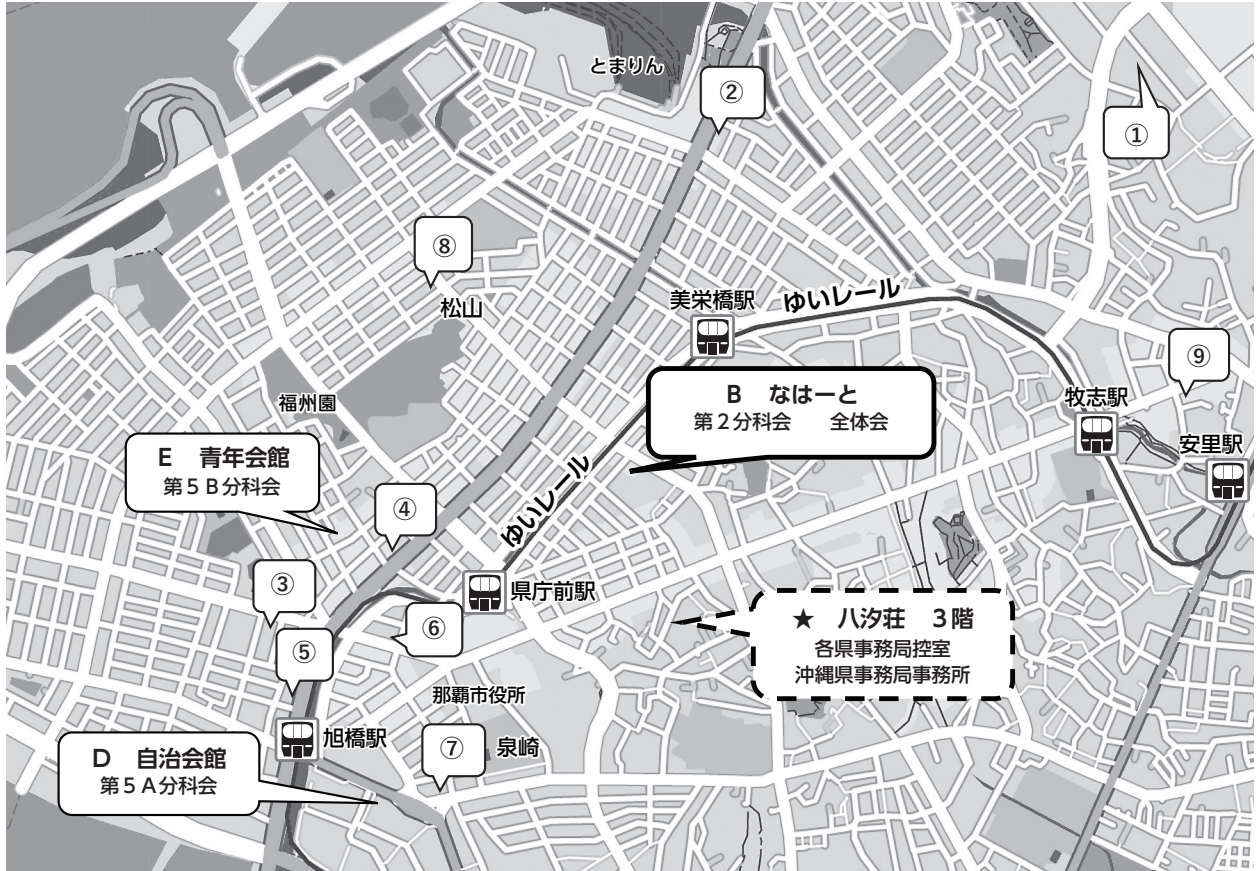 とまりん
②
①
⑧
松山
美栄橋駅
ゆいレール
⑨
B なはーと
第2分科会 全体会
牧志駅
安里駅
福州園
E 青年会館
第5B分科会
④
ゆいレール
③
県庁前駅
⑥
★ 八汐荘 3階
各県事務局控室
沖縄県事務局事務所
⑤
那覇市役所
旭橋駅
⑦
泉崎
D 自治会館
第5A分科会